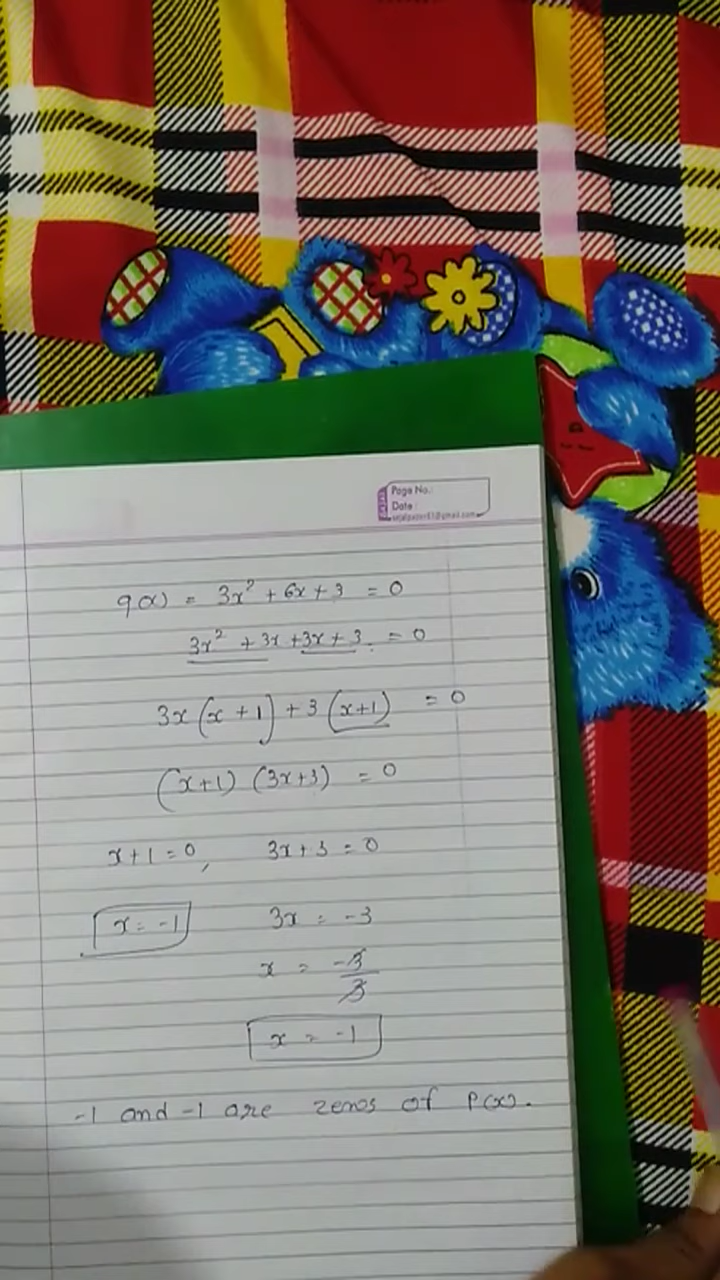 Page No.:
Date:
q(x) = 3x² + 6x + 3 = 0
3x² + 3x + 3x + 3 = 0
3x (x + 1) + 3 (x+1) = 0
(x+1) (3x+3) = 0
x+1=0, 3x+3 = 0
x = -1 3x = -3
x = -3/3
x = -1
-1 and -1 are zeros of P(x).